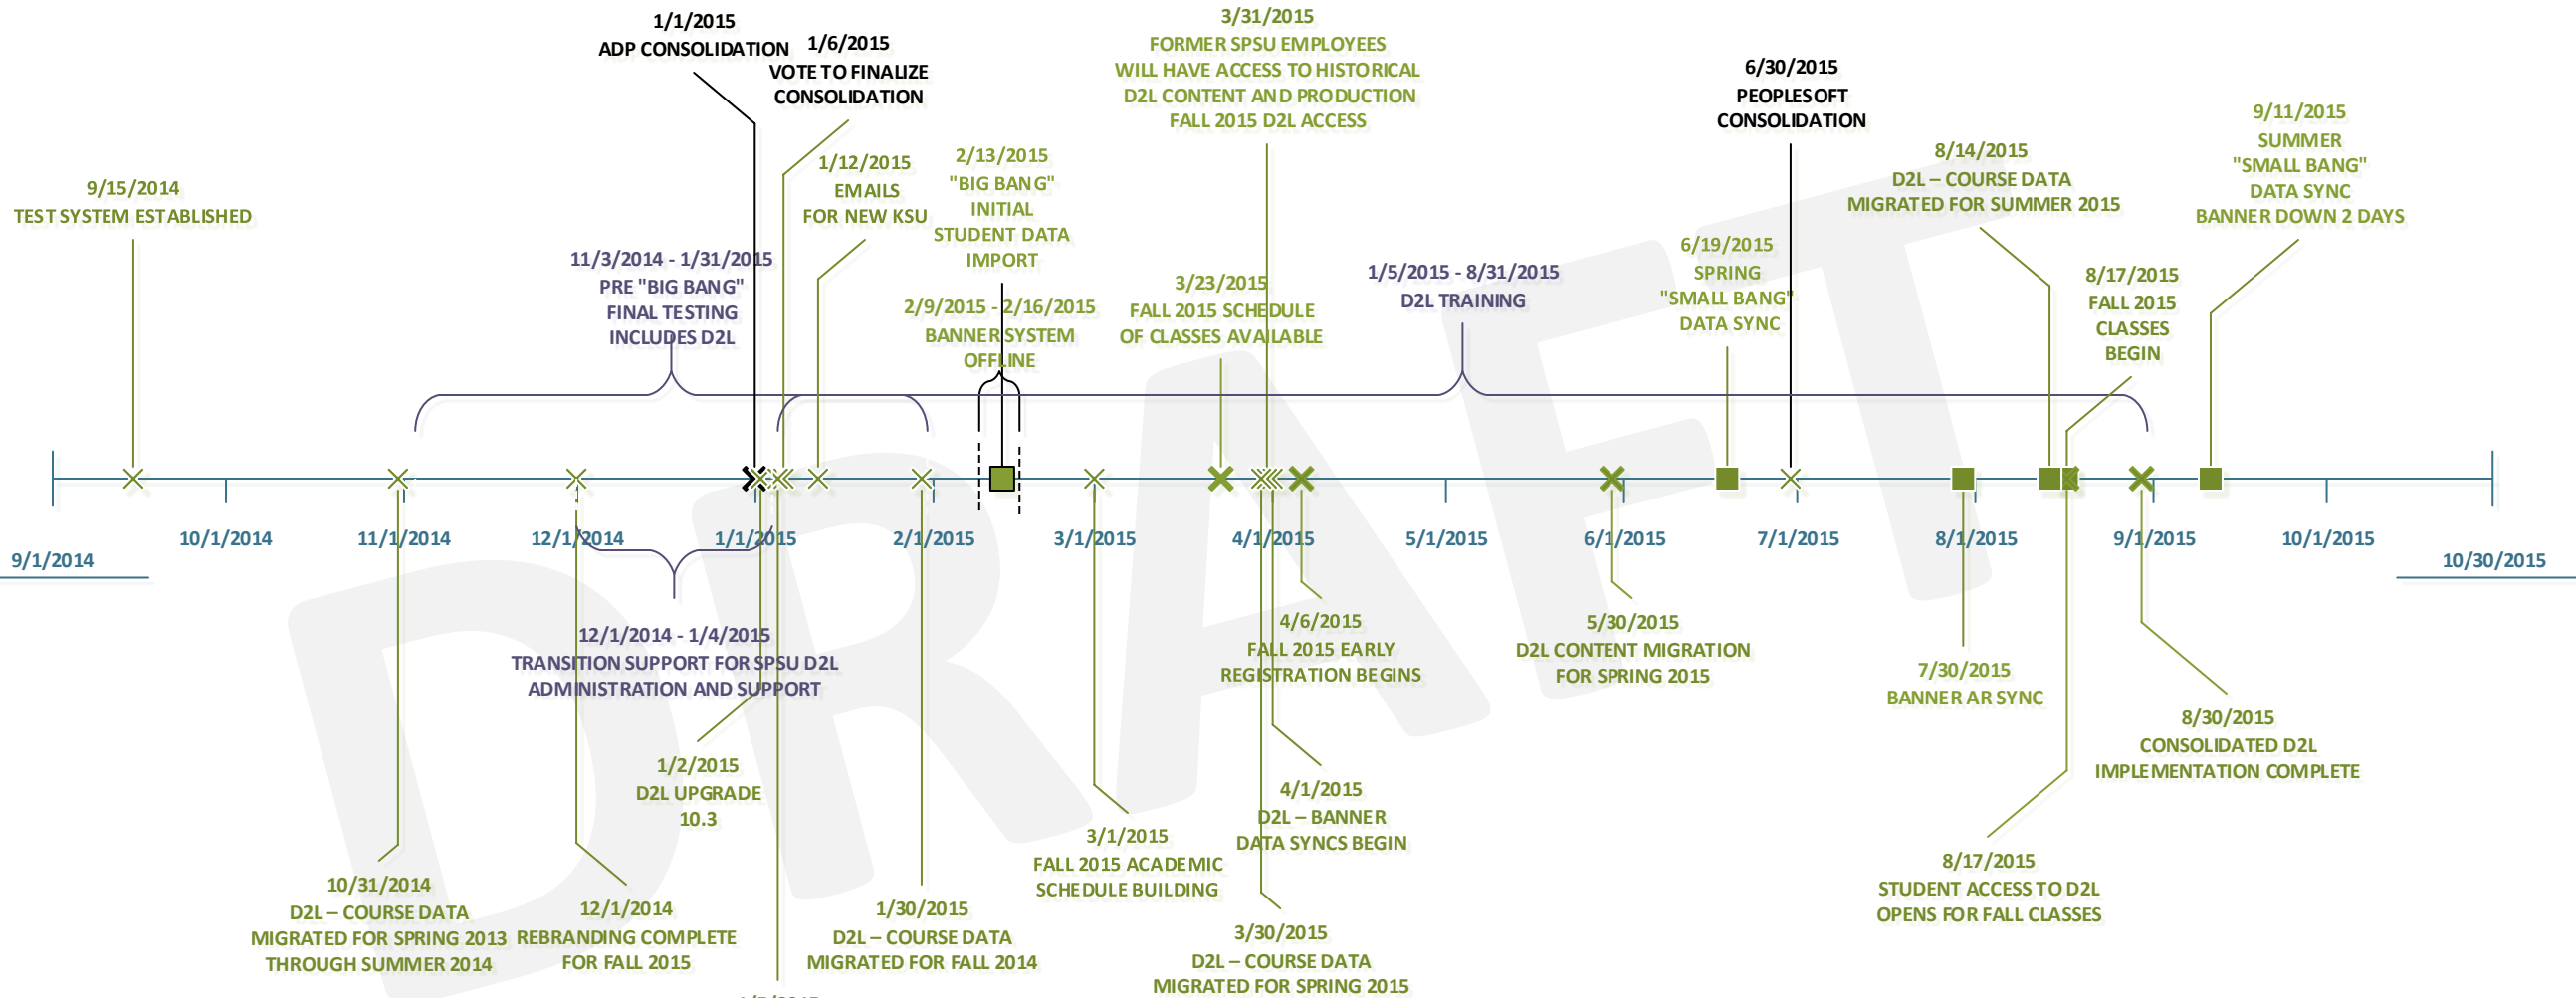 1/1/2015
ADP CONSOLIDATION
1/6/2015
VOTE TO FINALIZE
CONSOLIDATION
3/31/2015
FORMER SPSU EMPLOYEES
WILL HAVE ACCESS TO HISTORICAL
D2L CONTENT AND PRODUCTION
FALL 2015 D2L ACCESS
6/30/2015
PEOPLESOFT
CONSOLIDATION
9/11/2015
SUMMER
"SMALL BANG"
DATA SYNC
BANNER DOWN 2 DAYS
8/14/2015
D2L – COURSE DATA
MIGRATED FOR SUMMER 2015
9/15/2014
TEST SYSTEM ESTABLISHED
1/12/2015
EMAILS
FOR NEW KSU
2/13/2015
"BIG BANG"
INITIAL
STUDENT DATA
IMPORT
11/3/2014 - 1/31/2015
PRE "BIG BANG"
FINAL TESTING
INCLUDES D2L
2/9/2015 - 2/16/2015
BANNER SYSTEM
OFFLINE
3/23/2015
FALL 2015 SCHEDULE
OF CLASSES AVAILABLE
1/5/2015 - 8/31/2015
D2L TRAINING
6/19/2015
SPRING
"SMALL BANG"
DATA SYNC
8/17/2015
FALL 2015
CLASSES
BEGIN
DRAFT
9/1/2014
10/1/2014
11/1/2014
12/1/2014
1/1/2015
2/1/2015
3/1/2015
4/1/2015
5/1/2015
6/1/2015
7/1/2015
8/1/2015
9/1/2015
10/1/2015
10/30/2015
12/1/2014 - 1/4/2015
TRANSITION SUPPORT FOR SPSU D2L
ADMINISTRATION AND SUPPORT
4/6/2015
FALL 2015 EARLY
REGISTRATION BEGINS
5/30/2015
D2L CONTENT MIGRATION
FOR SPRING 2015
7/30/2015
BANNER AR SYNC
8/30/2015
CONSOLIDATED D2L
IMPLEMENTATION COMPLETE
1/2/2015
D2L UPGRADE
10.3
4/1/2015
D2L – BANNER
DATA SYNCS BEGIN
3/1/2015
FALL 2015 ACADEMIC
SCHEDULE BUILDING
8/17/2015
STUDENT ACCESS TO D2L
OPENS FOR FALL CLASSES
10/31/2014
D2L – COURSE DATA
MIGRATED FOR SPRING 2013
THROUGH SUMMER 2014
12/1/2014
REBRANDING COMPLETE
FOR FALL 2015
1/30/2015
D2L – COURSE DATA
MIGRATED FOR FALL 2014
3/30/2015
D2L – COURSE DATA
MIGRATED FOR SPRING 2015